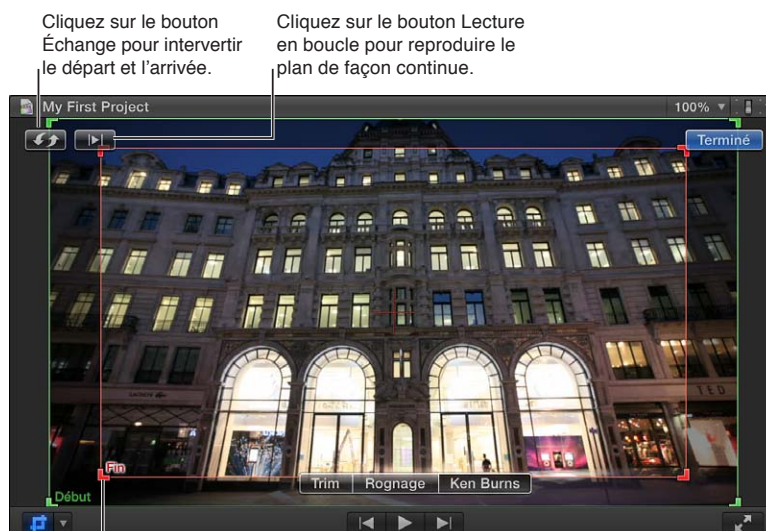 Cliquez sur le bouton
Échange pour intervertir
le départ et l'arrivée.
Cliquez sur le bouton Lecture
en boucle pour reproduire le
plan de façon continue.
My First Project
100%
Terminé
TED
Fin
Trim
Rognage
Ken Burns
Début